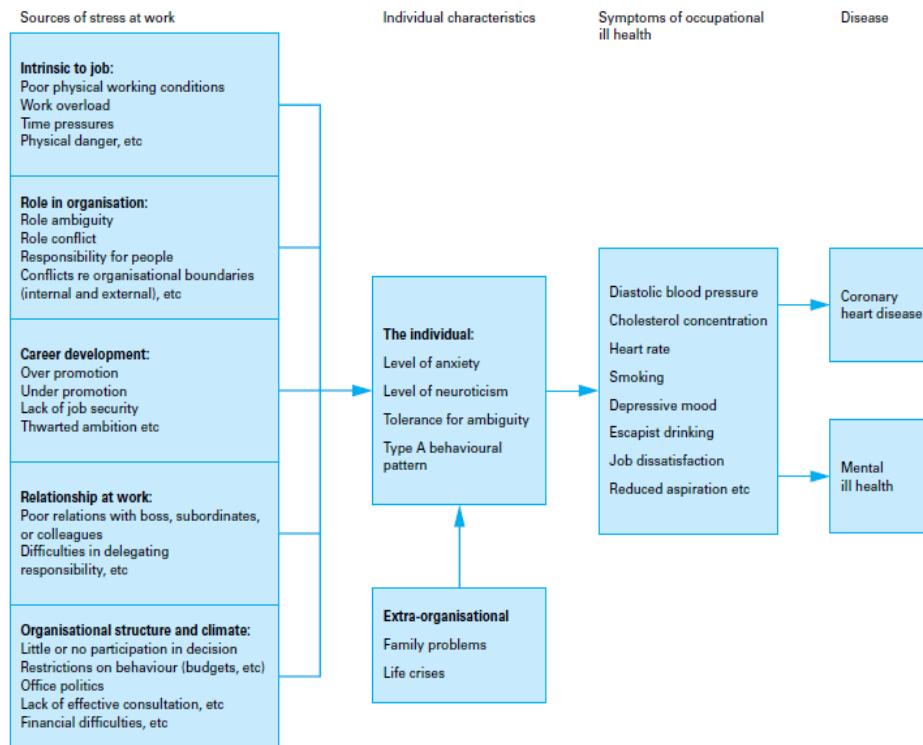 Sources of stress at work
Individual characteristics
Symptoms of occupational
ill health
Disease
Intrinsic to job:
Poor physical working conditions
Work overload
Time pressures
Physical danger, etc
Role in organisation:
Role ambiguity
Role conflict
Responsibility for people
Conflicts re organisational boundaries
(internal and external), etc
Career development:
Over promotion
Under promotion
Lack of job security
Thwarted ambition etc
Relationship at work:
Poor relations with boss, subordinates,
or colleagues
Difficulties in delegating
responsibility, etc
Organisational structure and climate:
Little or no participation in decision
Restrictions on behaviour (budgets, etc)
Office politics
Lack of effective consultation, etc
Financial difficulties, etc
The individual:
Level of anxiety
Level of neuroticism
Tolerance for ambiguity
Type A behavioural
pattern
Extra-organisational
Family problems
Life crises
Diastolic blood pressure
Cholesterol concentration
Heart rate
Smoking
Depressive mood
Escapist drinking
Job dissatisfaction
Reduced aspiration etc
Coronary
heart disease
Mental
ill health